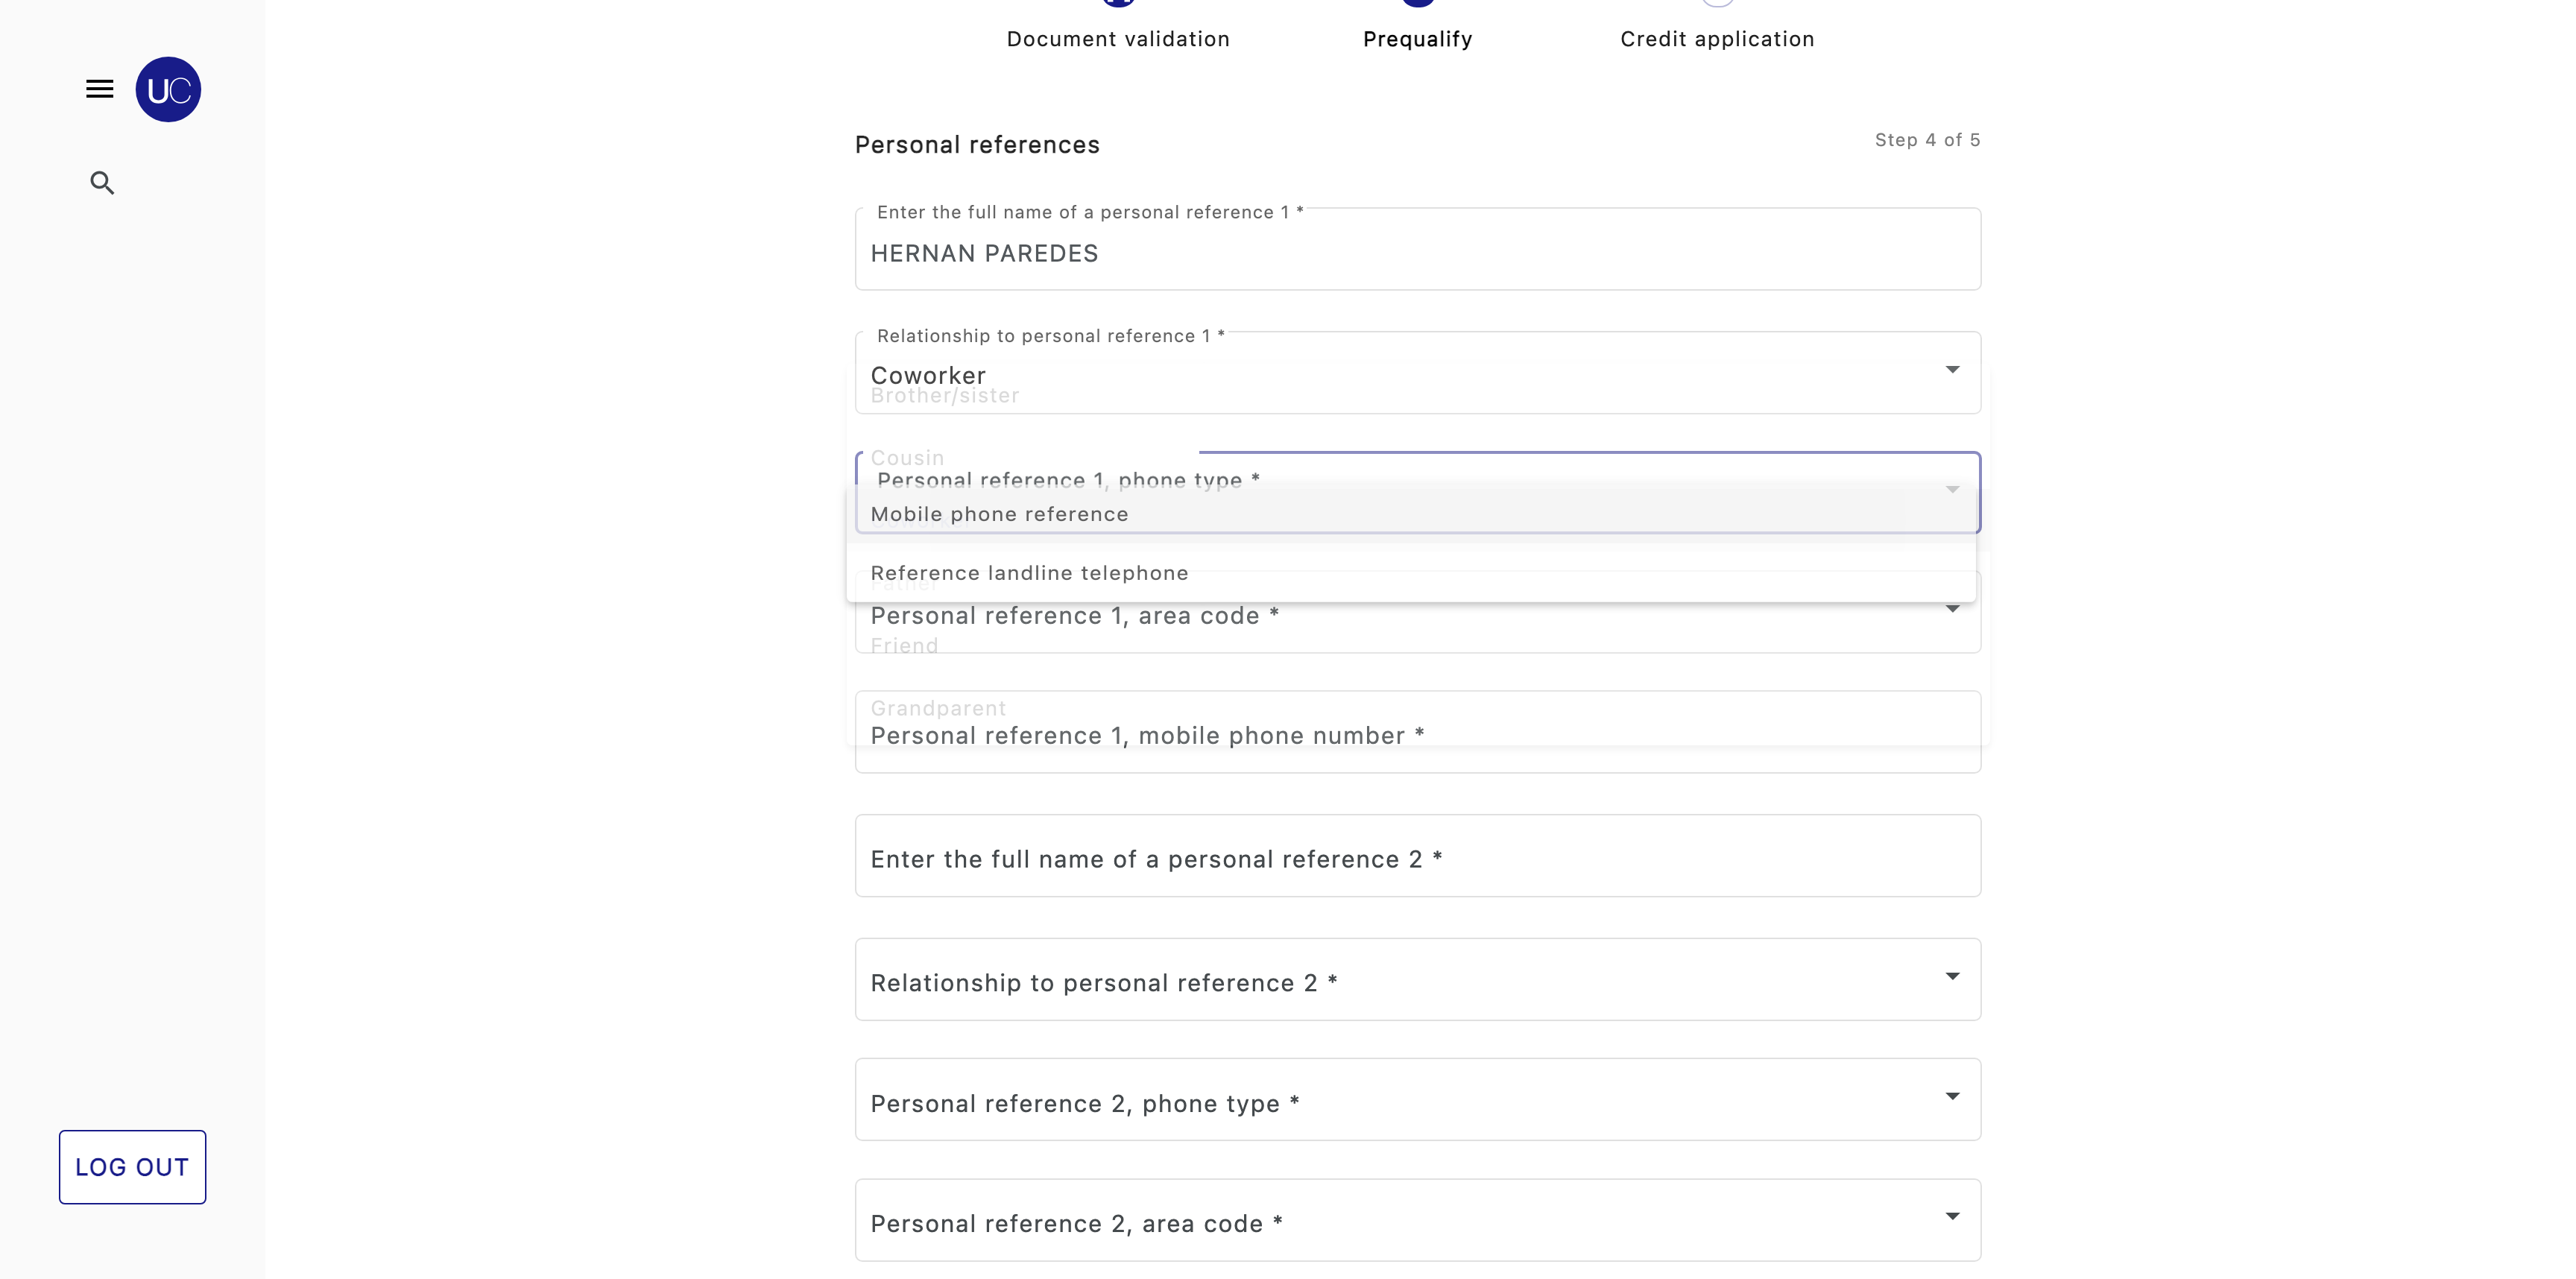 Document validation
Prequalify
Credit application
UC
Personal references
Step 4 of 5
Enter the full name of a personal reference 1 *
HERNAN PAREDES
Relationship to personal reference 1 *
Coworker
Brother/sister
Cousin
Personal reference 1, phone type *
Mobile phone reference
Reference landline telephone
Father
Personal reference 1, area code *
Friend
Grandparent
Personal reference 1, mobile phone number *
Enter the full name of a personal reference 2 *
Relationship to personal reference 2 *
Personal reference 2, phone type *
LOG OUT
Personal reference 2, area code *